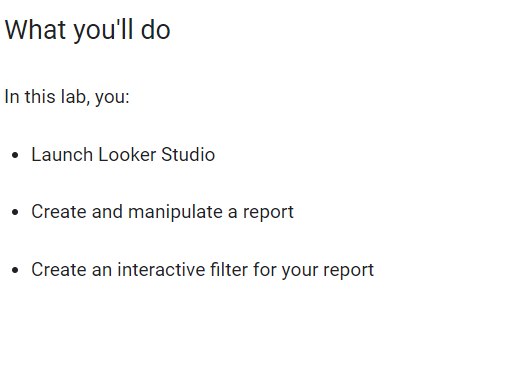 What you'll do
In this lab, you:
• Launch Looker Studio
• Create and manipulate a report
• Create an interactive filter for your report